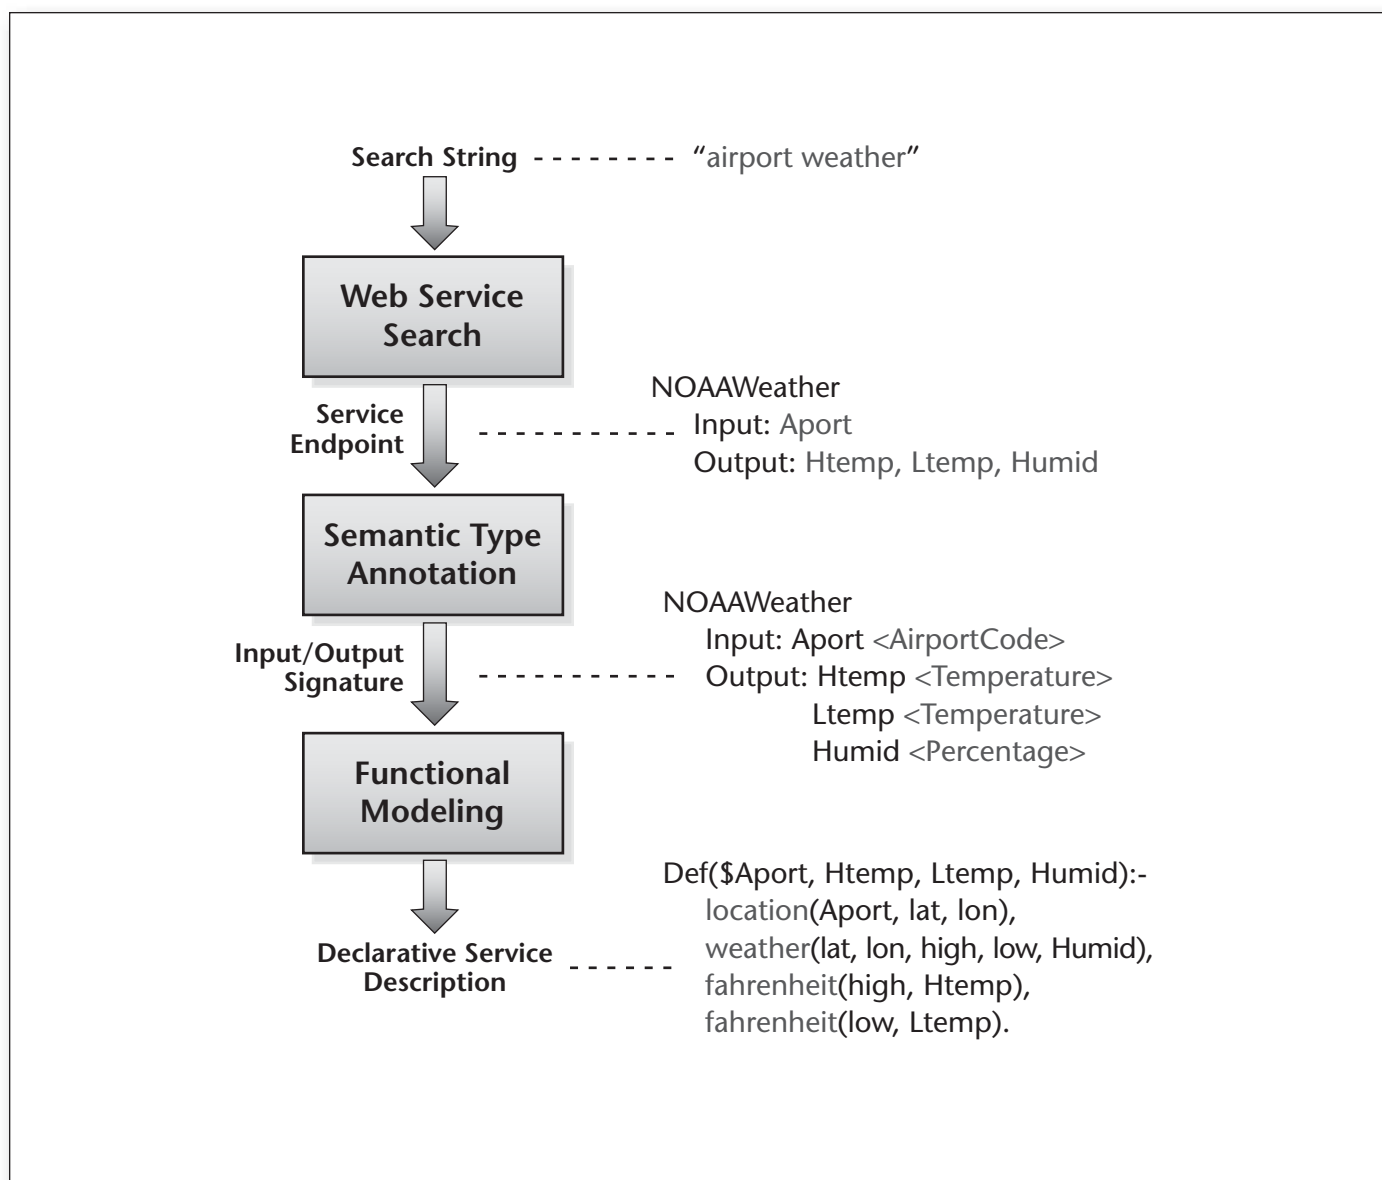 Search String - - - - - - - - "airport weather"
Web Service
Search
Service
Endpoint
NOAAWeather
Input: Aport
Output: Htemp, Ltemp, Humid
Semantic Type
Annotation
Input/Output
Signature
NOAAWeather
Input: Aport <AirportCode>
Output: Htemp <Temperature>
Ltemp <Temperature>
Humid <Percentage>
Functional
Modeling
Declarative Service
Description
Def($Aport, Htemp, Ltemp, Humid):-
location(Aport, lat, lon),
weather(lat, lon, high, low, Humid),
fahrenheit(high, Htemp),
fahrenheit(low, Ltemp).